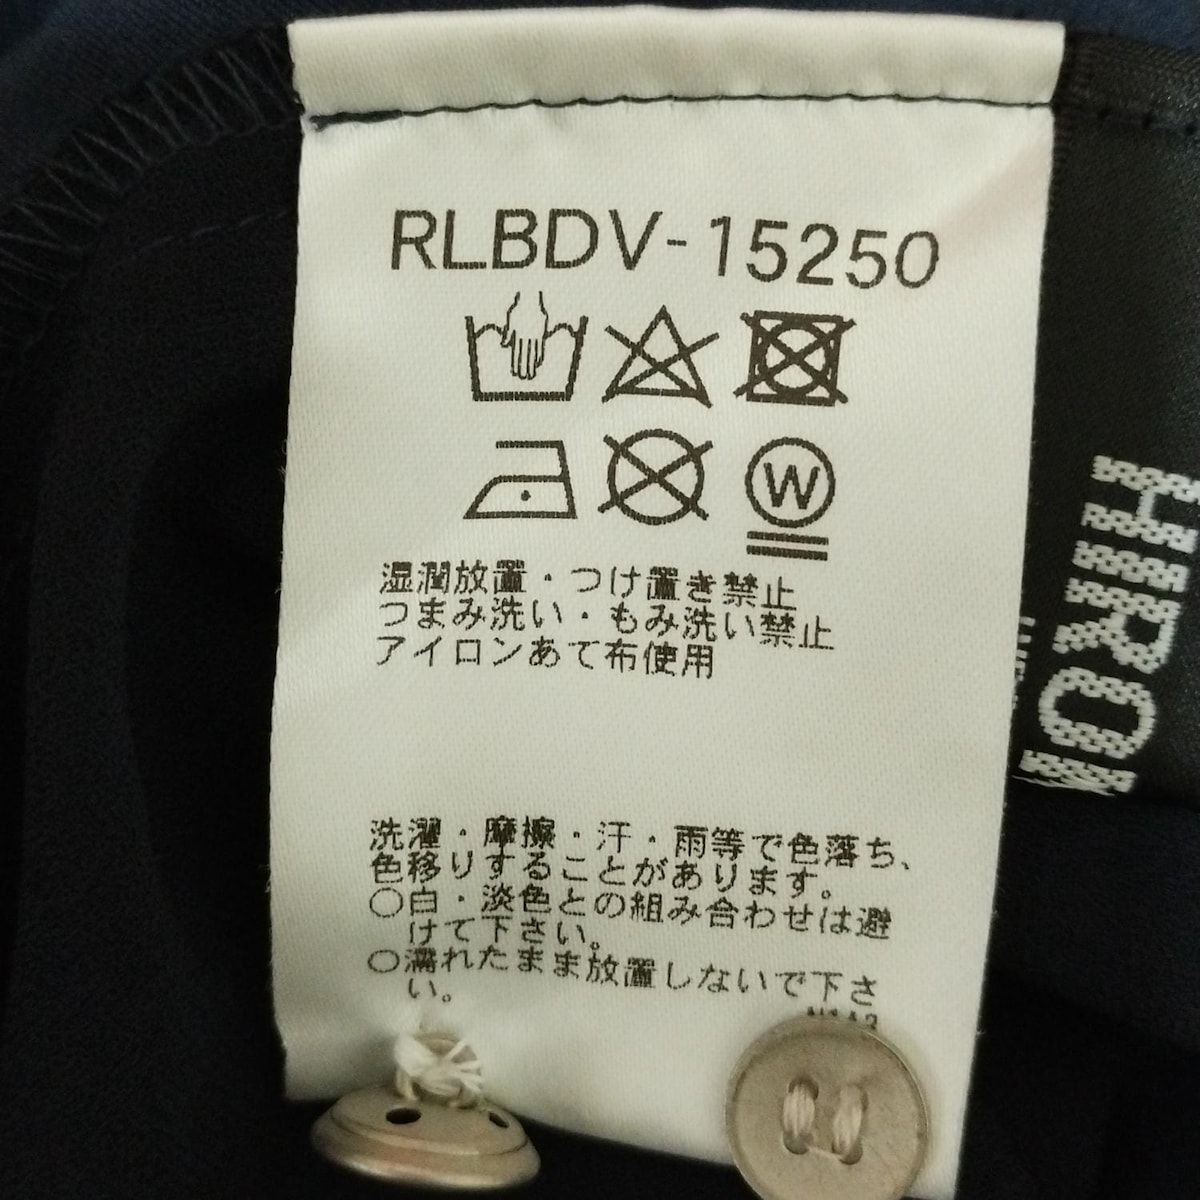 RLBDV-15250
W
湿潤放置・つけ置き禁止
つまみ洗い・もみ洗い禁止
アイロンあて布使用
洗濯・摩擦・汗・雨等で色落ち、
色移りすることがあります。
○白・淡色との組み合わせは避
けて下さい。
○濡れたまま放置しないで下さ
い。
HIRO